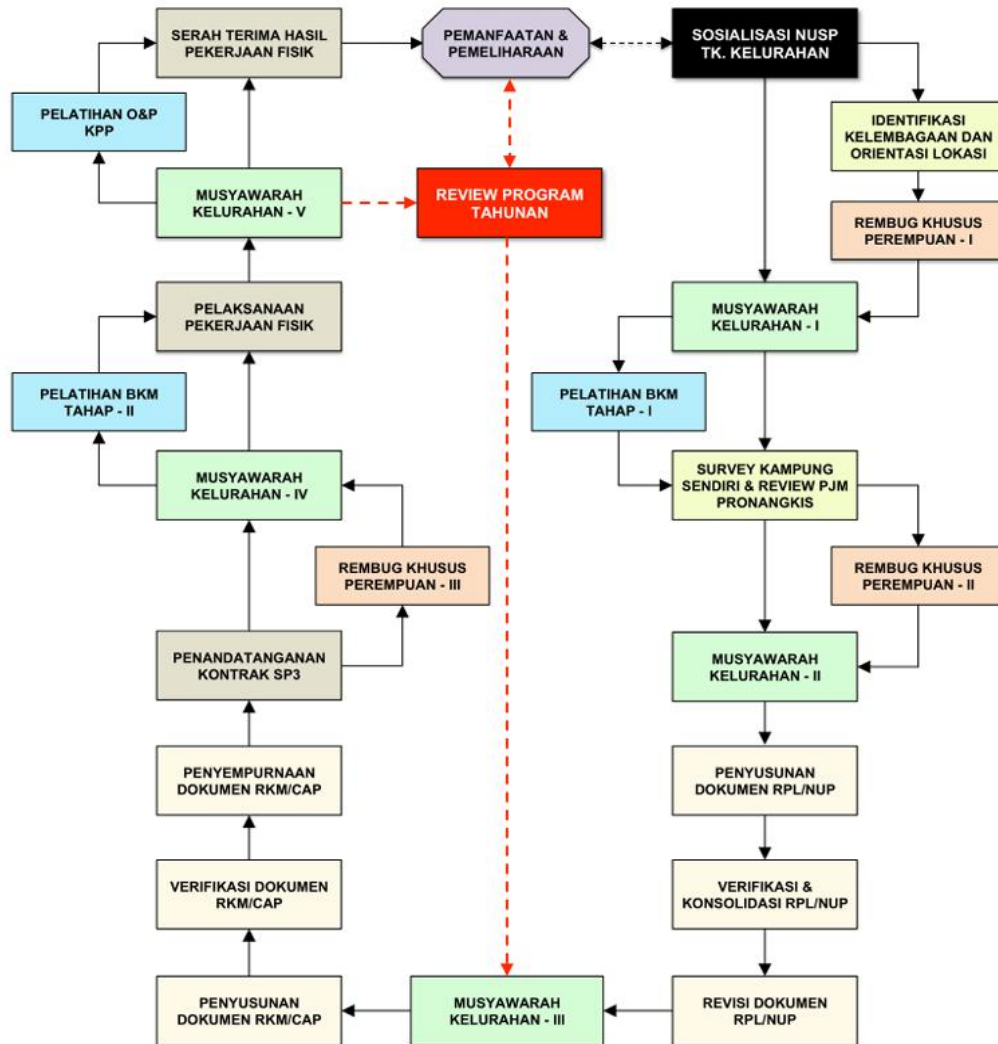 SERAH TERIMA HASIL
PEKERJAAN FISIK
PEMANFAATAN &
PEMELIHARAAN
SOSIALISASI NUSP
TK. KELURAHAN
PELATIHAN O&P
KPP
IDENTIFIKASI
KELEMBAGAAN DAN
ORIENTASI LOKASI
MUSYAWARAH
KELURAHAN - V
REVIEW PROGRAM
TAHUNAN
REMBUG KHUSUS
PEREMPUAN - I
PELAKSANAAN
PEKERJAAN FISIK
MUSYAWARAH
KELURAHAN - I
PELATIHAN BKM
TAHAP - II
PELATIHAN BKM
TAHAP - I
MUSYAWARAH
KELURAHAN - IV
SURVEY KAMPUNG
SENDIRI & REVIEW PJM
PRONANGKIS
REMBUG KHUSUS
PEREMPUAN - III
REMBUG KHUSUS
PEREMPUAN - II
PENANDATANGANAN
KONTRAK SP3
MUSYAWARAH
KELURAHAN - II
PENYEMPURNAAN
DOKUMEN RKM/CAP
PENYUSUNAN
DOKUMEN RPL/NUP
VERIFIKASI DOKUMEN
RKM/CAP
VERIFIKASI &
KONSOLIDASI RPL/NUP
PENYUSUNAN
DOKUMEN RKM/CAP
MUSYAWARAH
KELURAHAN - III
REVISI DOKUMEN
RPL/NUP